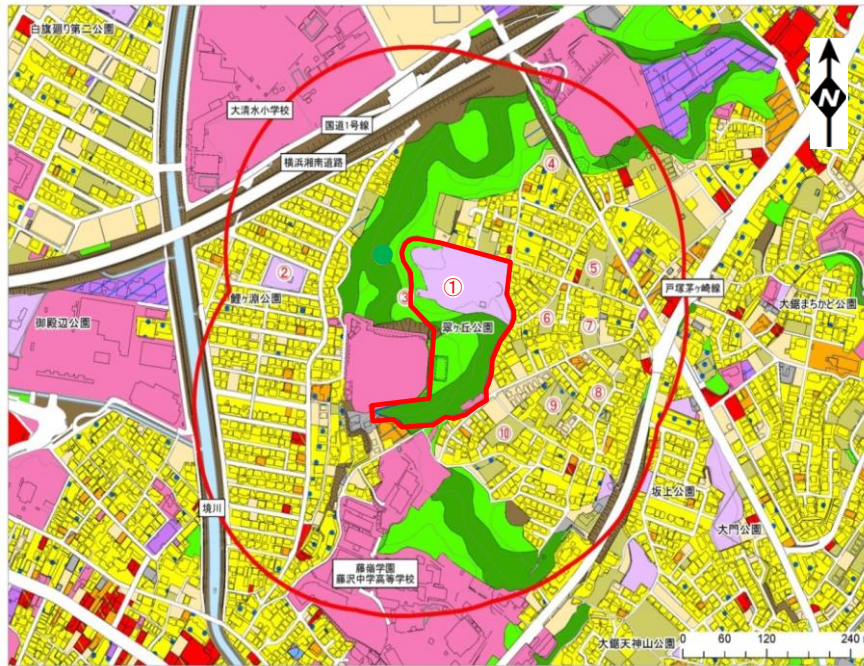 白旗廻り第二公園
N
大清水小学校
国道1号線
横浜湘南道路
④
②
①
⑤
鯉ヶ淵公園
③
戸塚茅ヶ崎線
大鋸まちかど公園
御殿辺公園
翠ヶ丘公園
⑥
⑦
⑧
⑨
⑩
坂上公園
境川
大門公園
藤嶺学園
藤沢中学高等学校
大鋸天神山公園
0 60 120 240